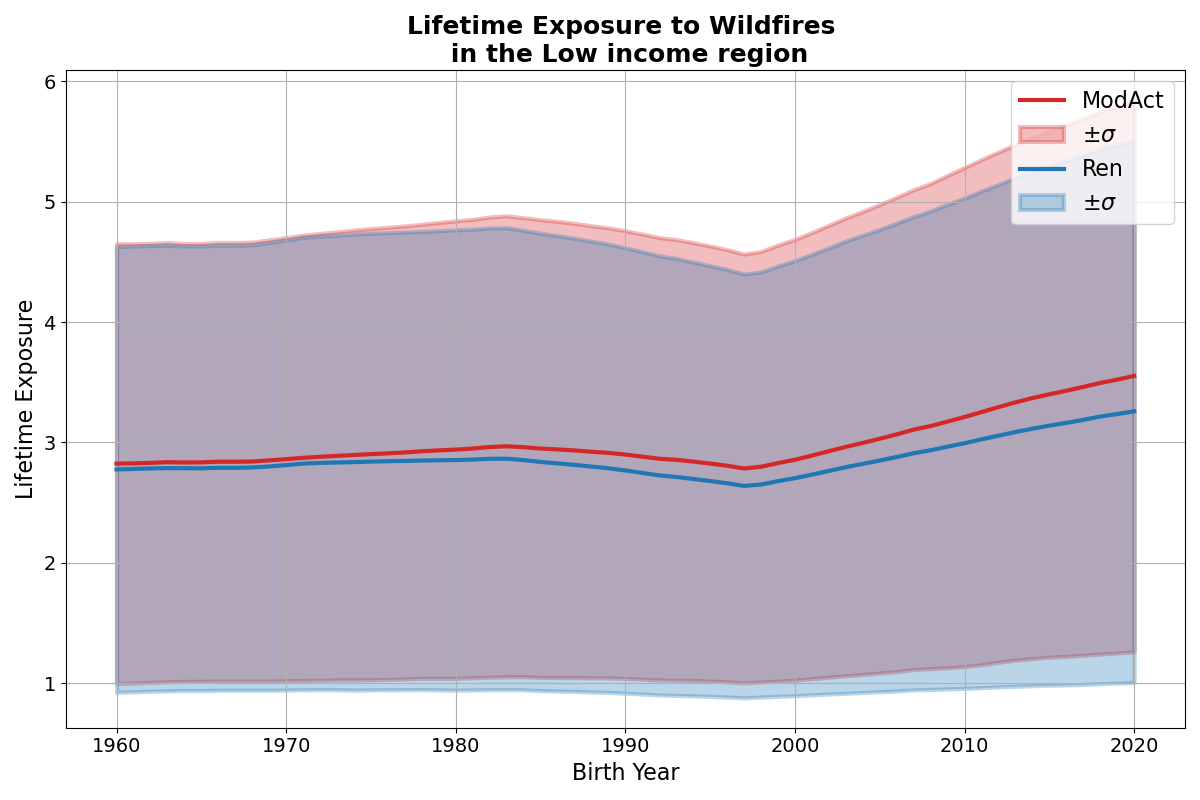 Lifetime Exposure to Wildfires
in the Low income region
6
5
4
3
2
1
Lifetime Exposure
ModAct
±σ
Ren
±σ
1960 1970 1980 1990 2000 2010 2020
Birth Year